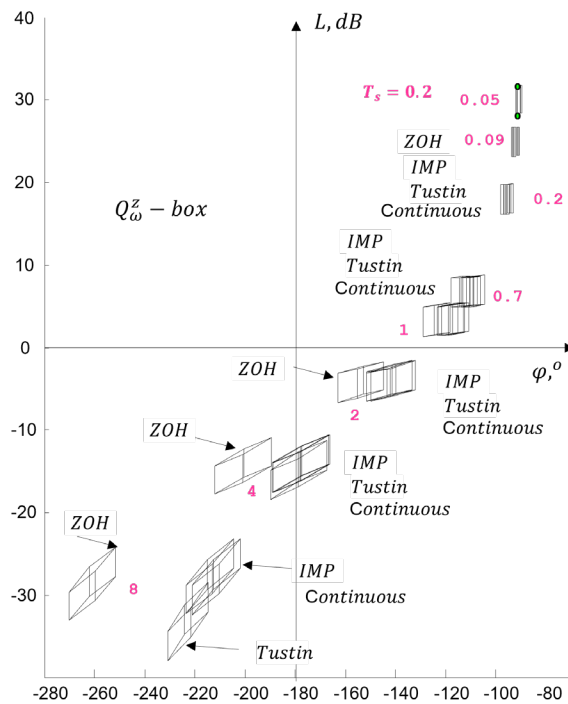 40
L, dB
30
T_s = 0.2
0.05
ZOH
0.09
IMP
20
Tustin
0.2
Continuous
Q_ω^z − box
IMP
10
Tustin
Continuous
0.7
1
0
φ,°
ZOH
IMP
2
Tustin
-10
ZOH
Continuous
IMP
4
Tustin
Continuous
ZOH
IMP
8
Continuous
-30
Tustin
-280 -260 -240 -220 -200 -180 -160 -140 -120 -100 -80